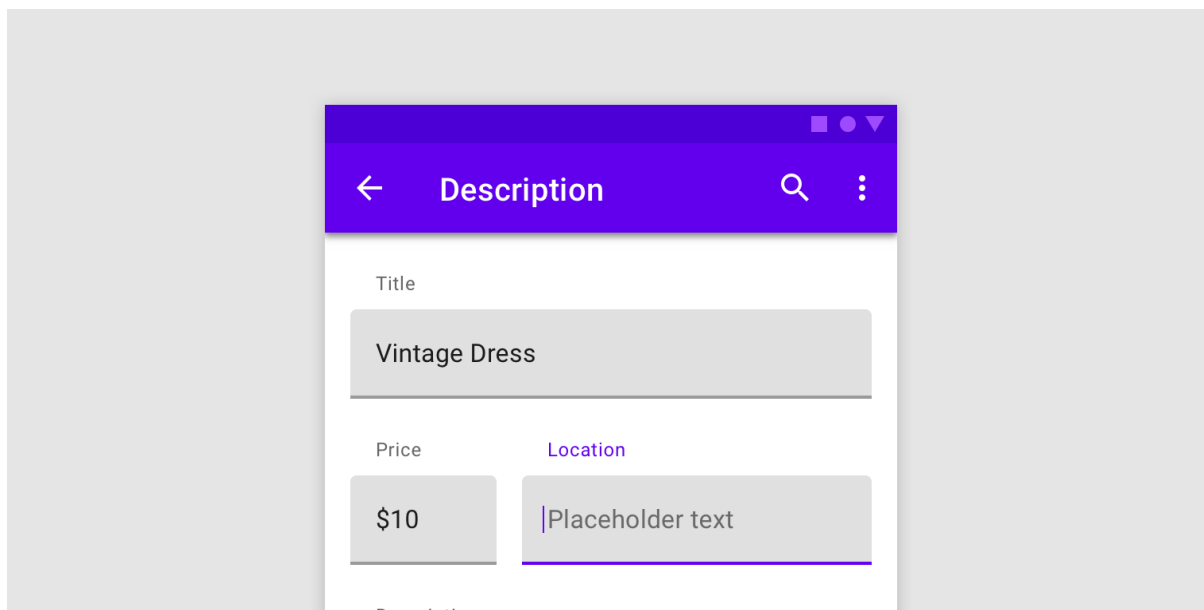 Description
Title
Vintage Dress
Price Location
$10 Placeholder text